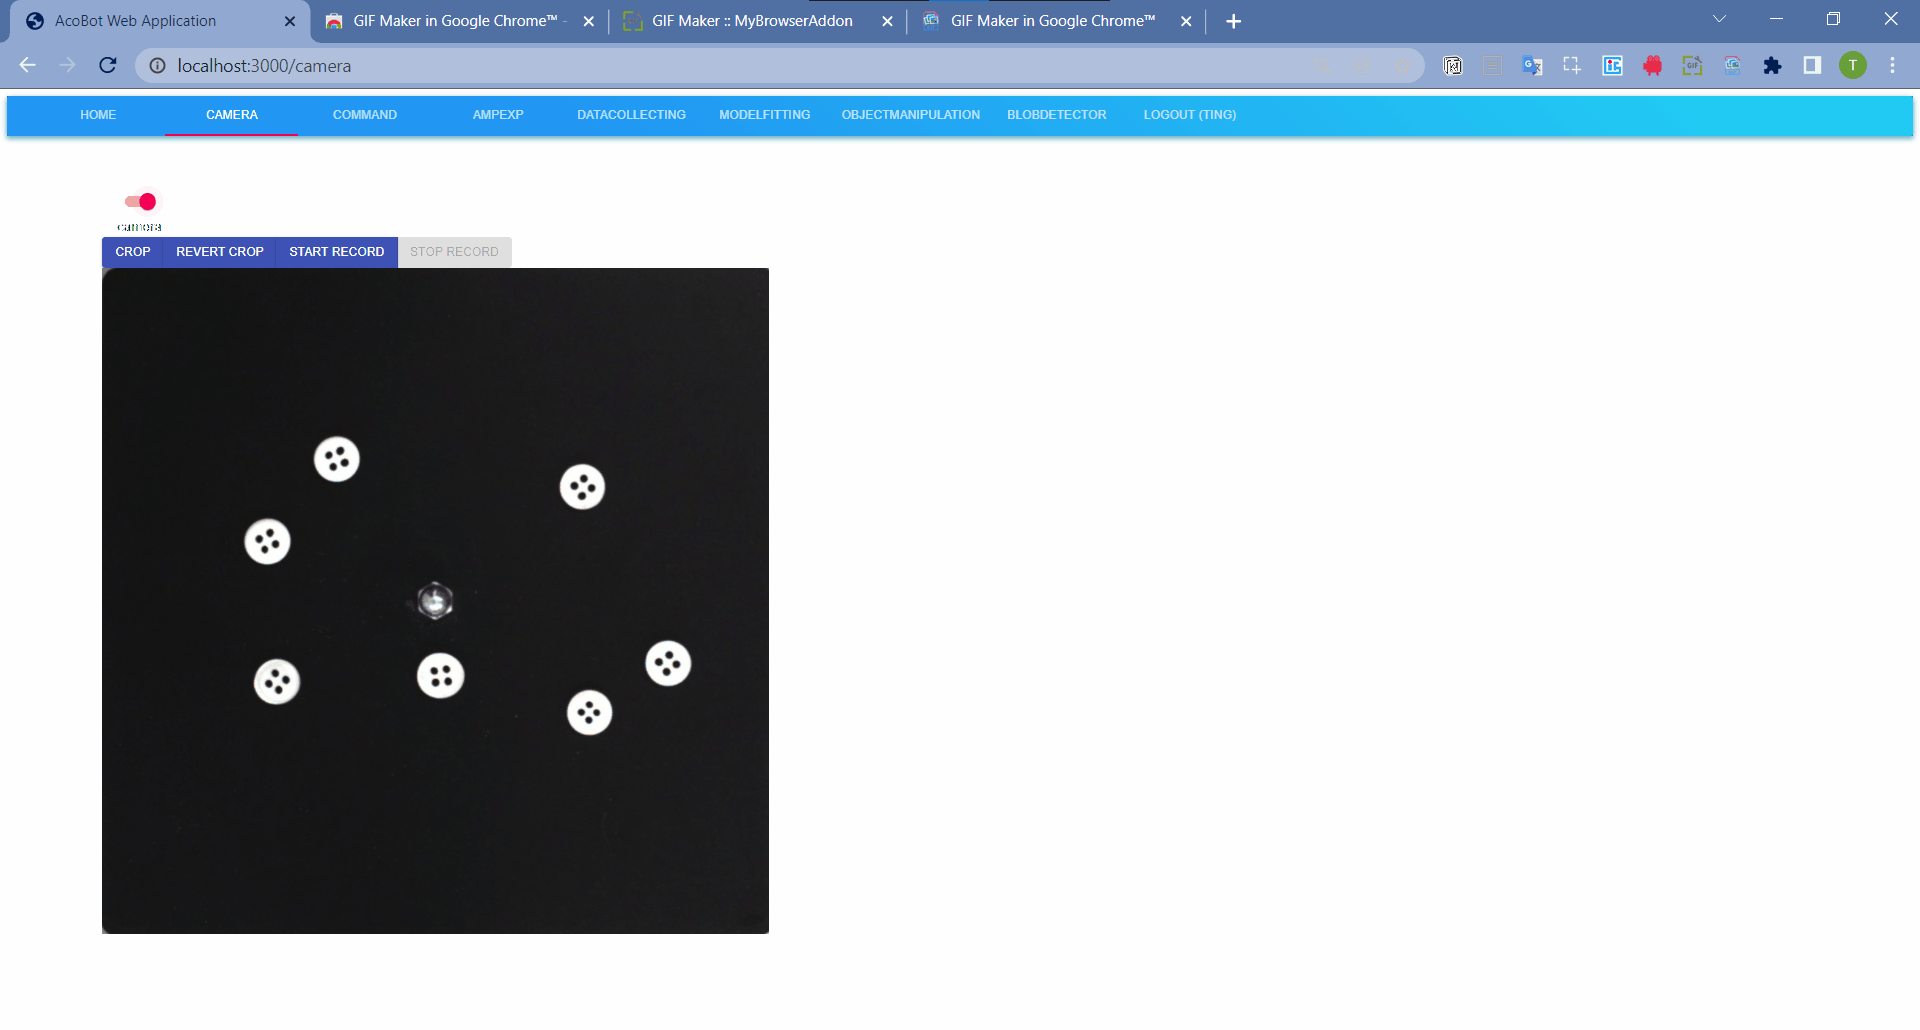 AcoBot Web Application
GIF Maker in Google Chrome™ -
GIF Maker :: MyBrowserAddon
GIF Maker in Google Chrome™
localhost:3000/camera
T
HOME CAMERA COMMAND AMPEXP DATACOLLECTING MODELFITTING OBJECTMANIPULATION BLOBDETECTOR LOGOUT (TING)
camera
CROP REVERT CROP START RECORD STOP RECORD